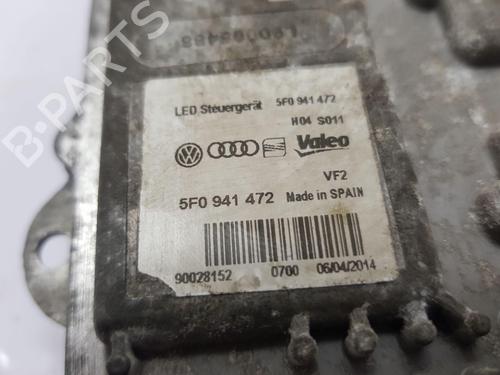 LED Steuergerät 5F0 941 472
H04 S011
Valeo
VF2
5F0 941 472 Made in SPAIN
90028152 0700 06/04/2014
B-PARTS